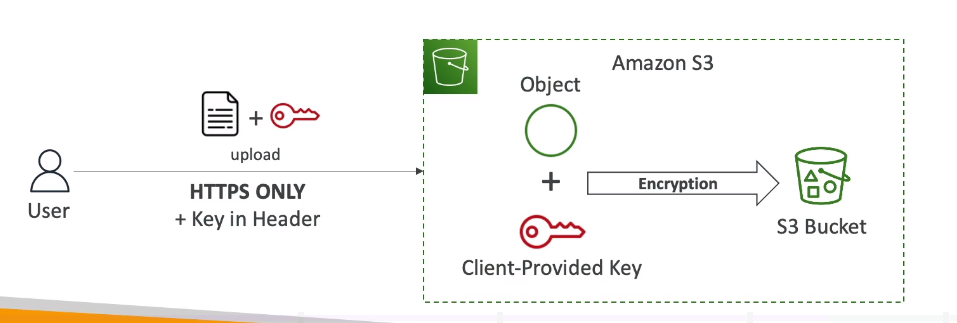 Amazon S3
Object
+
upload
HTTPS ONLY
+ Key in Header
User
+
Encryption
S3 Bucket
Client-Provided Key